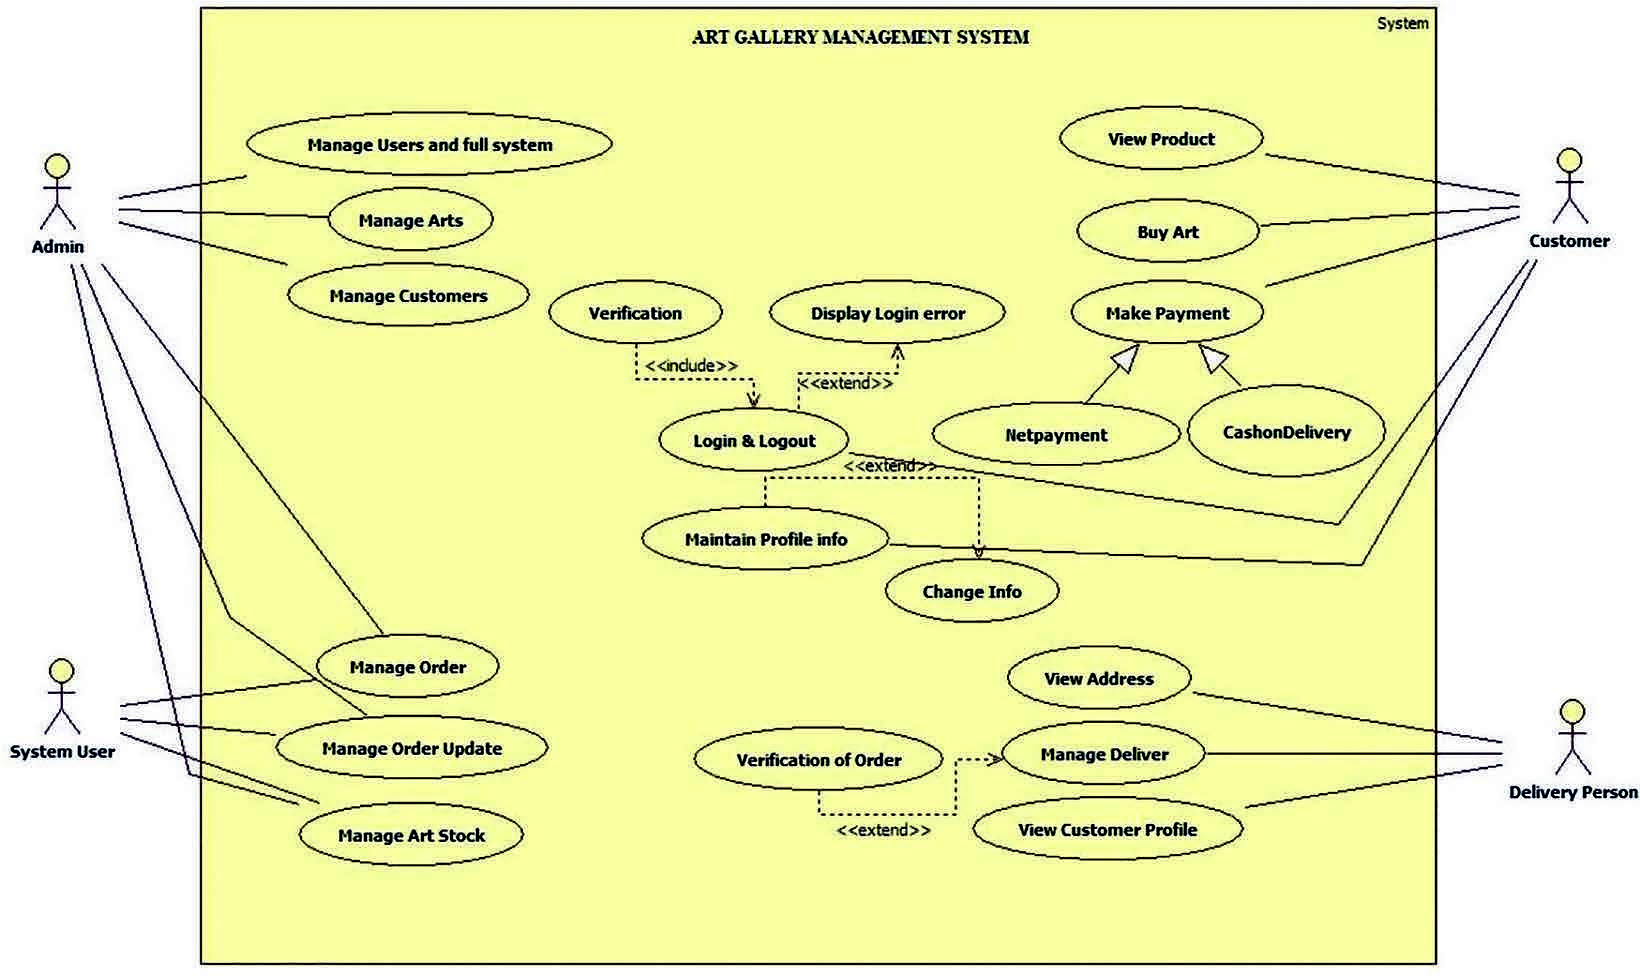 System
ART GALLERY MANAGEMENT SYSTEM
Manage Users and full system
View Product
Manage Arts
Buy Art
Admin
Customer
Manage Customers
Verification
Display Login error
Make Payment
<<include>>
<<extend>>
Login & Logout
Netpayment
CashonDelivery
<<extend>>
Maintain Profile info
Change Info
Manage Order
View Address
System User
Manage Order Update
Verification of Order
Manage Deliver
Delivery Person
Manage Art Stock
<<extend>>
View Customer Profile